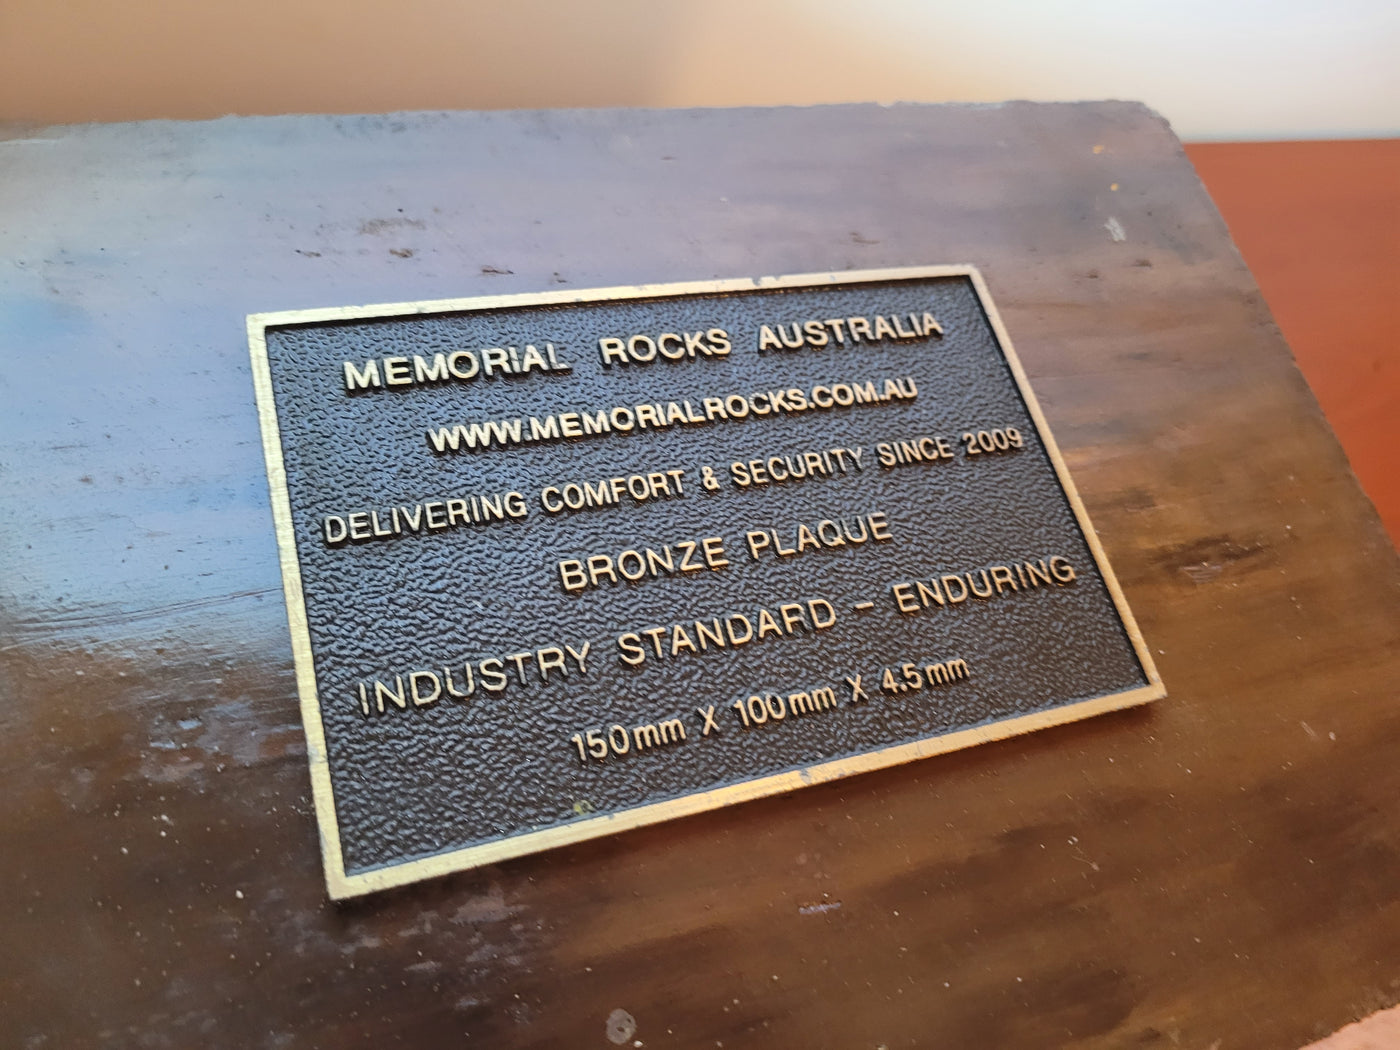 MEMORIAL ROCKS AUSTRALIA
WWW.MEMORIALROCKS.COM.AU
DELIVERING COMFORT & SECURITY SINCE 2009
BRONZE PLAQUE
INDUSTRY STANDARD - ENDURING
150mm X 100mm X 4.5mm